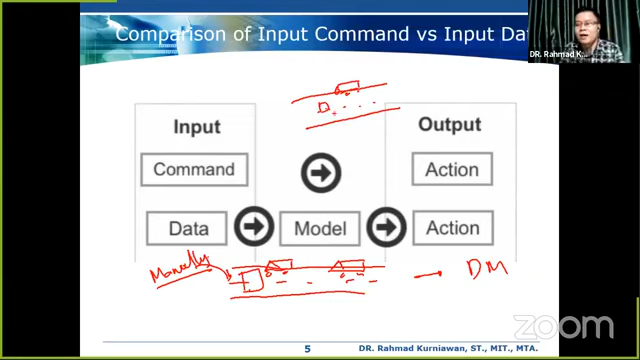 Comparison of Input Command vs Input Da
DR. Rahmad K...
Input
Output
Command
Action
Data
Model
Action
Manually
DM
zoom
5
DR. Rahmad Kurniawan, ST., MIT., MTA.